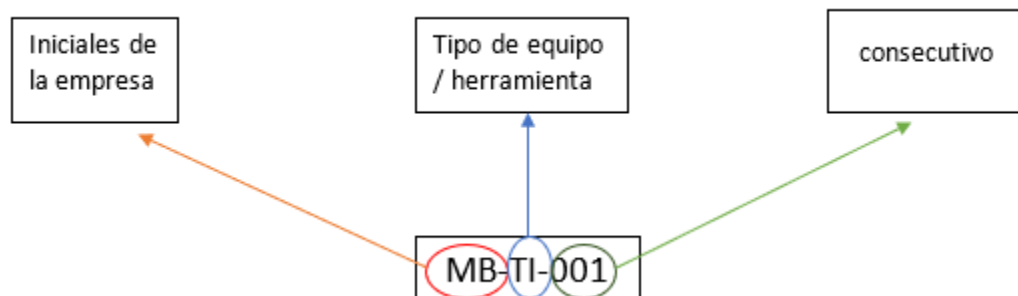 Iniciales de
la empresa
Tipo de equipo
/ herramienta
consecutivo
MB-TI-001